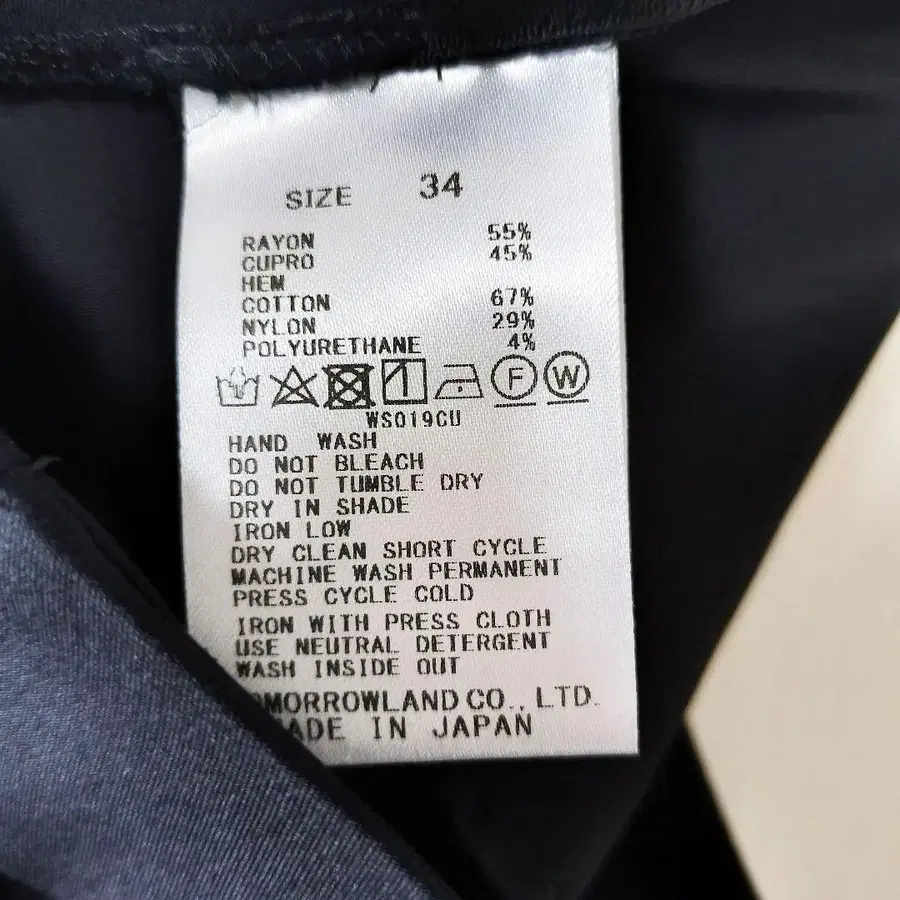 SIZE 34
RAYON 55%
CUPRO 45%
HEM
COTTON 67%
NYLON 29%
POLYURETHANE 4%
F W
WS019CU
HAND WASH
DO NOT BLEACH
DO NOT TUMBLE DRY
DRY IN SHADE
IRON LOW
DRY CLEAN SHORT CYCLE
MACHINE WASH PERMANENT
PRESS CYCLE COLD
IRON WITH PRESS CLOTH
USE NEUTRAL DETERGENT
WASH INSIDE OUT
MORROWLAND CO., LTD.
ADE IN JAPAN